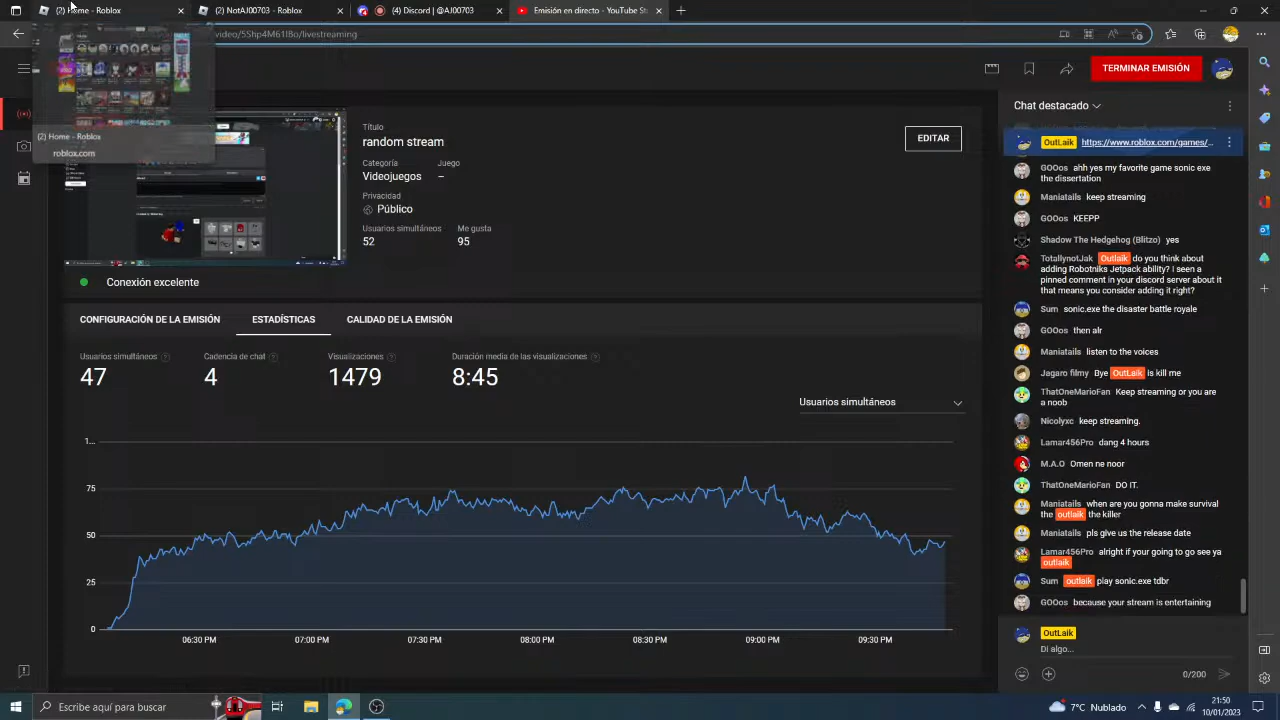 (2) Home - Roblox
(2) NotAJ00703 - Roblox
(4) Discord | @AJ00703
Emisión en directo - YouTube St
video/5Shp4M61I8o/livestreaming
(2) Home - Roblox
roblox.com
TERMINAR EMISIÓN
Título
random stream
EDITAR
Categoría
Juego
Videojuegos
–
Privacidad
Público
Usuarios simultáneos
Me gusta
52
95
Conexión excelente
CONFIGURACIÓN DE LA EMISIÓN
ESTADÍSTICAS
CALIDAD DE LA EMISIÓN
Usuarios simultáneos
Cadencia de chat
Visualizaciones
Duración media de las visualizaciones
47
4
1479
8:45
Usuarios simultáneos
1...
75
50
25
0
06:30 PM
07:00 PM
07:30 PM
08:00 PM
08:30 PM
09:00 PM
09:30 PM
Chat destacado
OutLaik https://www.roblox.com/games/...
GOOos ahh yes my favorite game sonic exe
the dissertation
Maniatails keep streaming
GOOos KEEPP
Shadow The Hedgehog (Blitzo) yes
TotallynotJak Outlaik do you think about
adding Robotniks Jetpack ability? I seen a
pinned comment in your discord server about it
that means you consider adding it right?
Sum sonic.exe the disaster battle royale
GOOos then alr
Maniatails listen to the voices
Jagaro filmy Bye OutLaik Is kill me
ThatOneMarioFan Keep streaming or you are
a noob
Nicolyxc keep streaming.
Lamar456Pro dang 4 hours
M.A.O Omen ne noor
ThatOneMarioFan DO IT.
Maniatails when are you gonna make survival
the outlaik the killer
Maniatails pls give us the release date
Lamar456Pro alright if your going to go see ya
outlaik
Sum outlaik play sonic.exe tdbr
GOOos because your stream is entertaining
OutLaik
Di algo...
0/200
Escribe aquí para buscar
7°C Nublado
21:50
10/01/2023